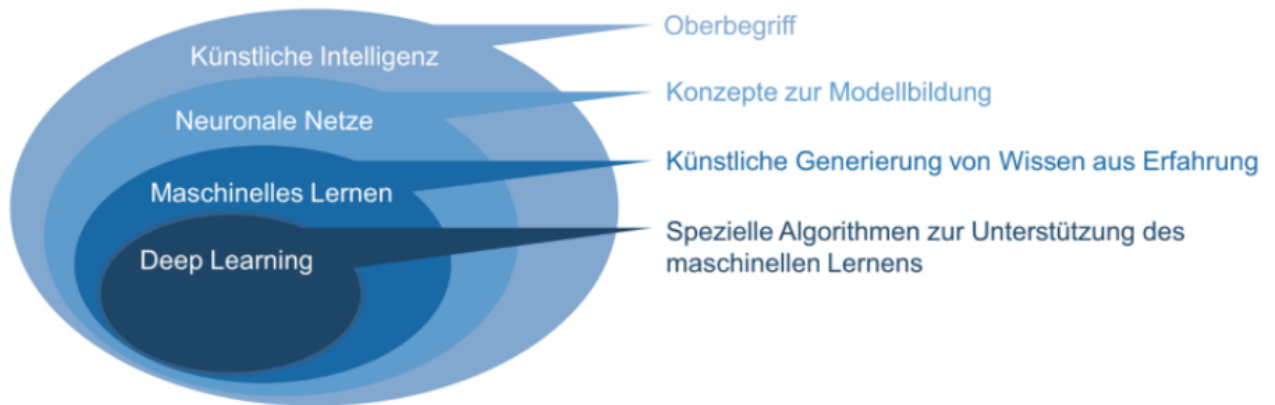 Künstliche Intelligenz
Oberbegriff
Neuronale Netze
Konzepte zur Modellbildung
Maschinelles Lernen
Künstliche Generierung von Wissen aus Erfahrung
Deep Learning
Spezielle Algorithmen zur Unterstützung des
maschinellen Lernens